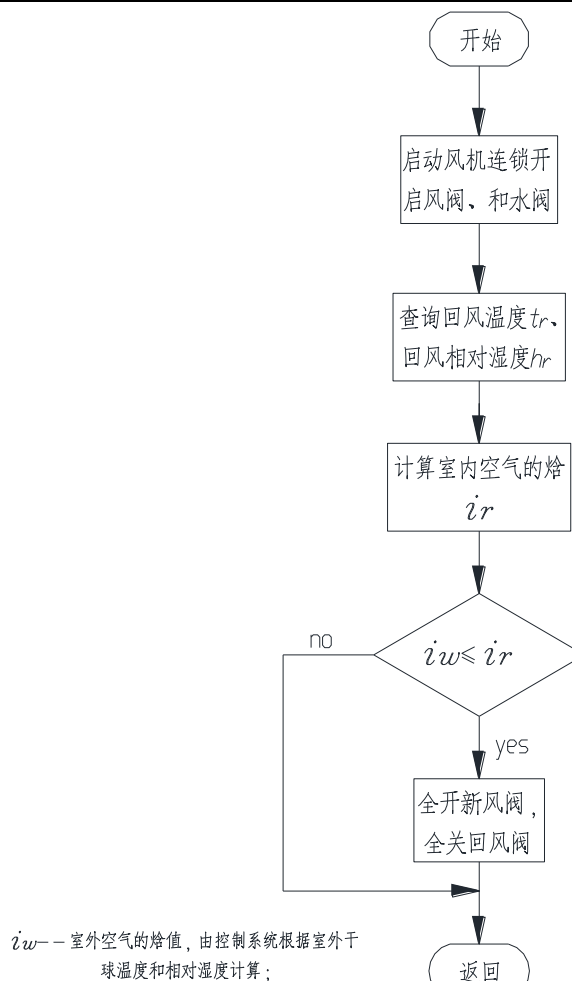 开始
启动风机连锁开
启风阀、和水阀
查询回风温度tr、
回风相对湿度hr
计算室内空气的焓
ir
iw≤ir
no
yes
全开新风阀，
全关回风阀
iw--室外空气的焓值，由控制系统根据室外干
球温度和相对湿度计算；
返回